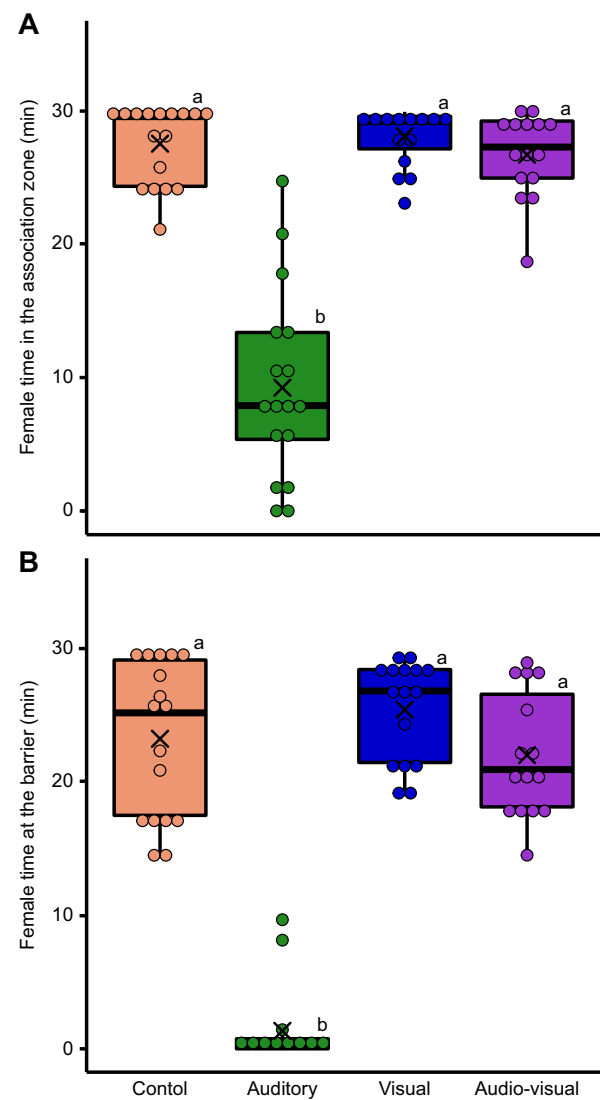 A
Female time in the association zone (min)
30
20
10
0
a
b
a
a
B
Female time at the barrier (min)
30
20
10
0
a
b
a
a
Contol
Auditory
Visual
Audio-visual